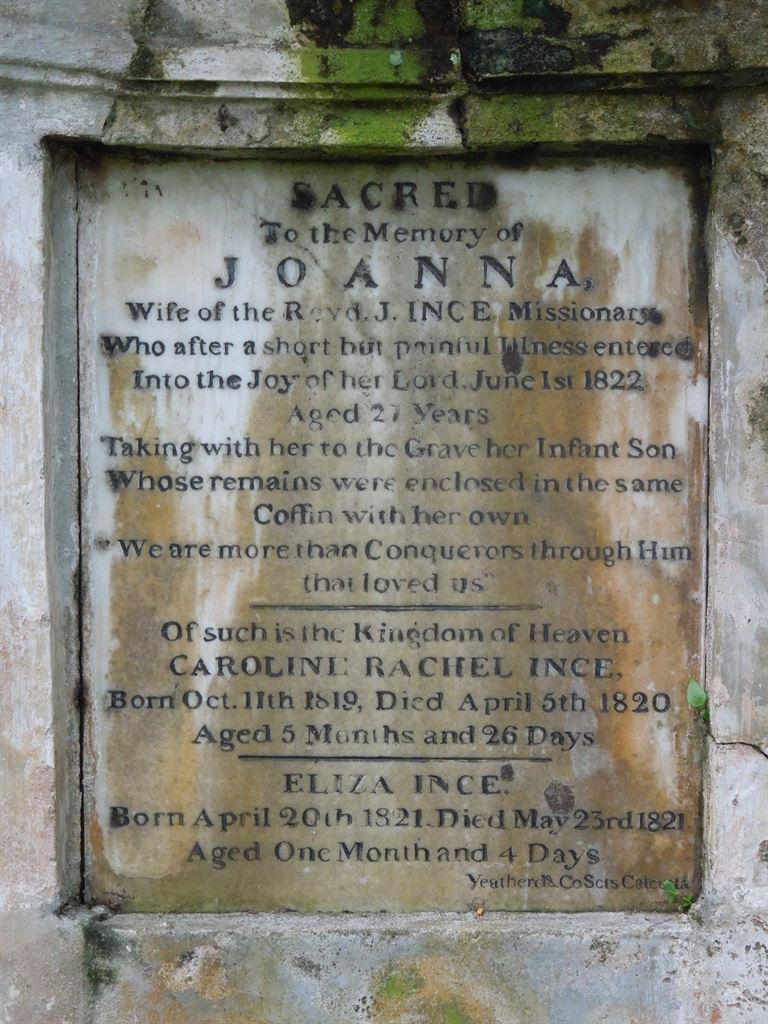 SACRED
To the Memory of
JOANNA,
Wife of the Revd. J. INCE Missionary
Who after a short but painful Illness entered
Into the Joy of her Lord. June 1st 1822
Aged 27 Years
Taking with her to the Grave her Infant Son
Whose remains were enclosed in the same
Coffin with her own
"We are more than Conquerors through Him
that loved us"
Of such is the Kingdom of Heaven
CAROLINE RACHEL INCE,
Born Oct. 11th 1819, Died April 5th 1820
Aged 5 Months and 26 Days
ELIZA INCE.
Born April 20th 1821. Died May 23rd 1821
Aged One Month and 4 Days
& Co Scts Calcutta